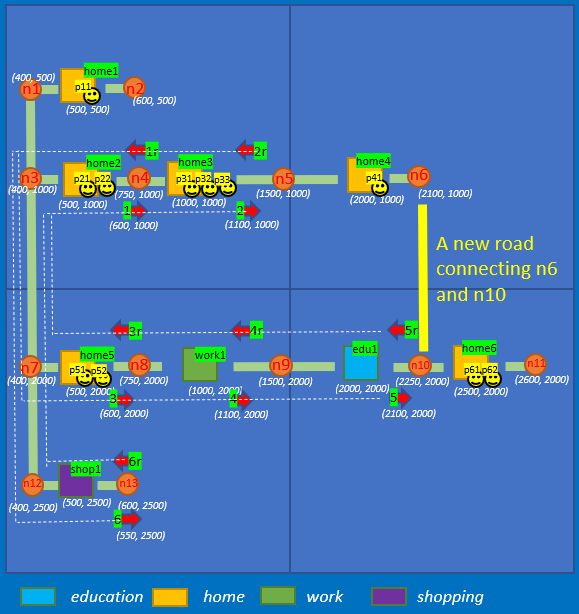 (400, 500)
n1
home1
p11
n2
(500, 500)
(600, 500)
1r
2r
n3
(400, 1000)
home2
p21 p22
(500, 1000)
n4
(750, 1000)
home3
p31 p32 p33
(1000, 1000)
n5
(1500, 1000)
home4
p41
(2000, 1000)
n6
(2100, 1000)
1
(600, 1000)
2
(1100, 1000)
A new road
connecting n6
and n10
3r
4r
5r
n7
(400, 2000)
home5
p51 p52
(500, 2000)
n8
(750, 2000)
work1
(1000, 2000)
n9
(1500, 2000)
edu1
(2000, 2000)
n10
(2250, 2000)
home6
p61 p62
(2500, 2000)
n11
(2600, 2000)
3
(600, 2000)
4
(1100, 2000)
5
(2100, 2000)
6r
n12
(400, 2500)
shop1
(500, 2500)
n13
(600, 2500)
6
(550, 2500)
education
home
work
shopping